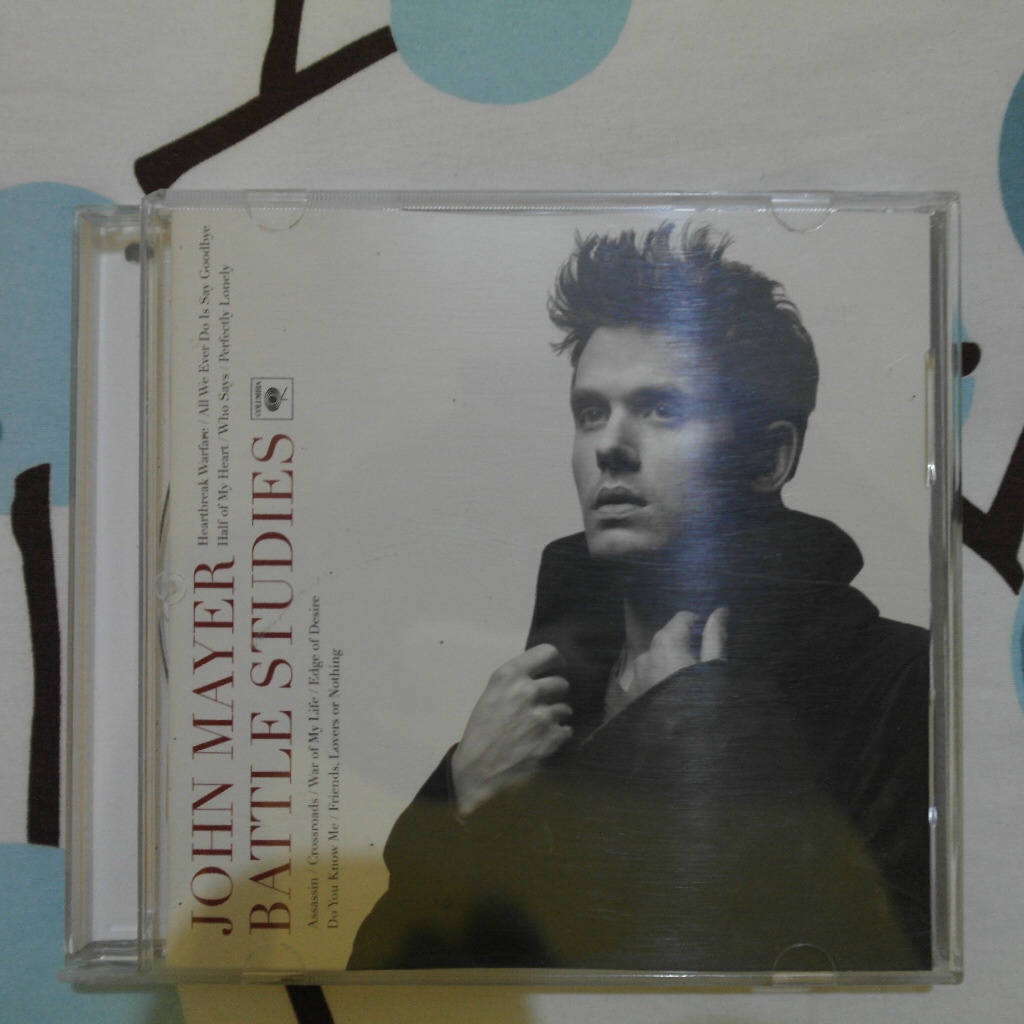 Heartbreak Warfare / All We Ever Do Is Say Goodbye
Half of My Heart / Who Says / Perfectly Lonely
JOHN MAYER
BATTLE STUDIES
COLUMBIA
Assassin / Crossroads / War of My Life / Edge of Desire
Do You Know Me / Friends, Lovers or Nothing